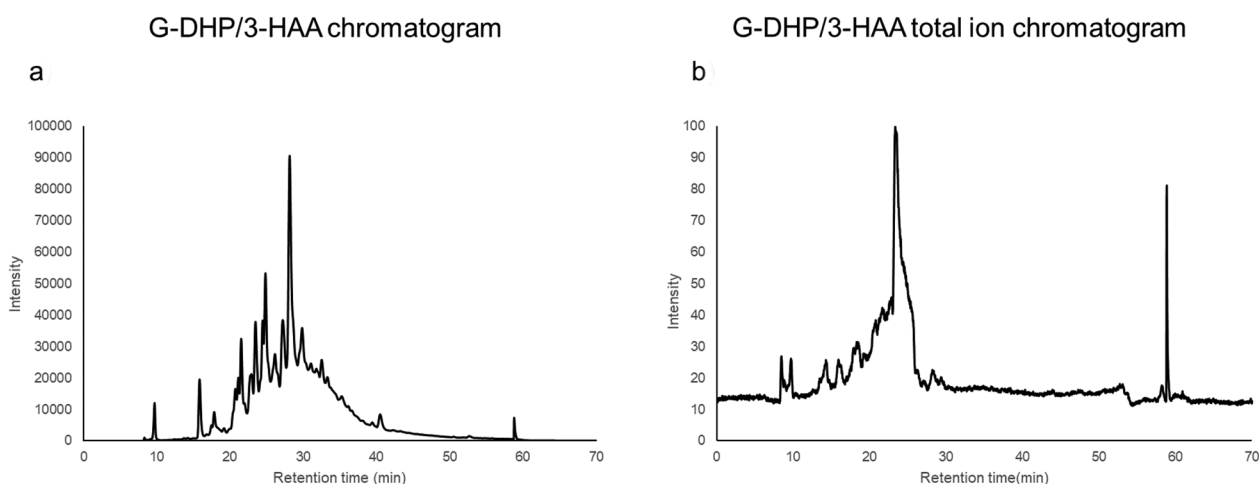 G-DHP/3-HAA chromatogram
G-DHP/3-HAA total ion chromatogram
a
b
100000
90000
80000
70000
60000
50000
40000
30000
20000
10000
0
Intensity
0 10 20 30 40 50 60 70
Retention time (min)
100
90
80
70
60
50
40
30
20
10
0
Intensity
0 10 20 30 40 50 60 70
Retention time(min)